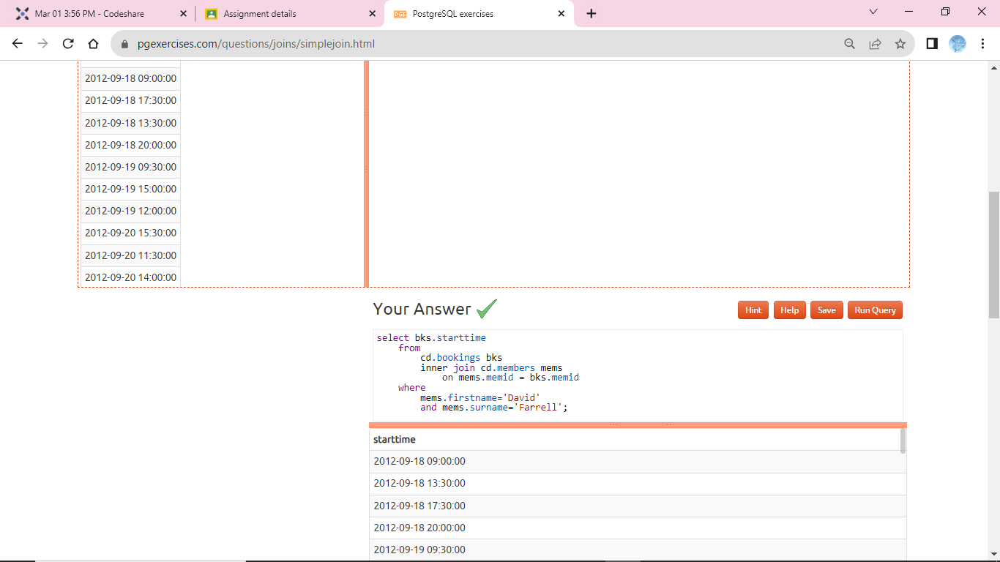 Mar 01 3:56 PM - Codeshare
Assignment details
PGE PostgreSQL exercises
pgexercises.com/questions/joins/simplejoin.html
2012-09-18 09:00:00
2012-09-18 17:30:00
2012-09-18 13:30:00
2012-09-18 20:00:00
2012-09-19 09:30:00
2012-09-19 15:00:00
2012-09-19 12:00:00
2012-09-20 15:30:00
2012-09-20 11:30:00
2012-09-20 14:00:00
Your Answer
Hint Help Save Run Query
select bks.starttime
from
cd.bookings bks
inner join cd.members mems
on mems.memid = bks.memid
where
mems.firstname='David'
and mems.surname='Farrell';
starttime
2012-09-18 09:00:00
2012-09-18 13:30:00
2012-09-18 17:30:00
2012-09-18 20:00:00
2012-09-19 09:30:00